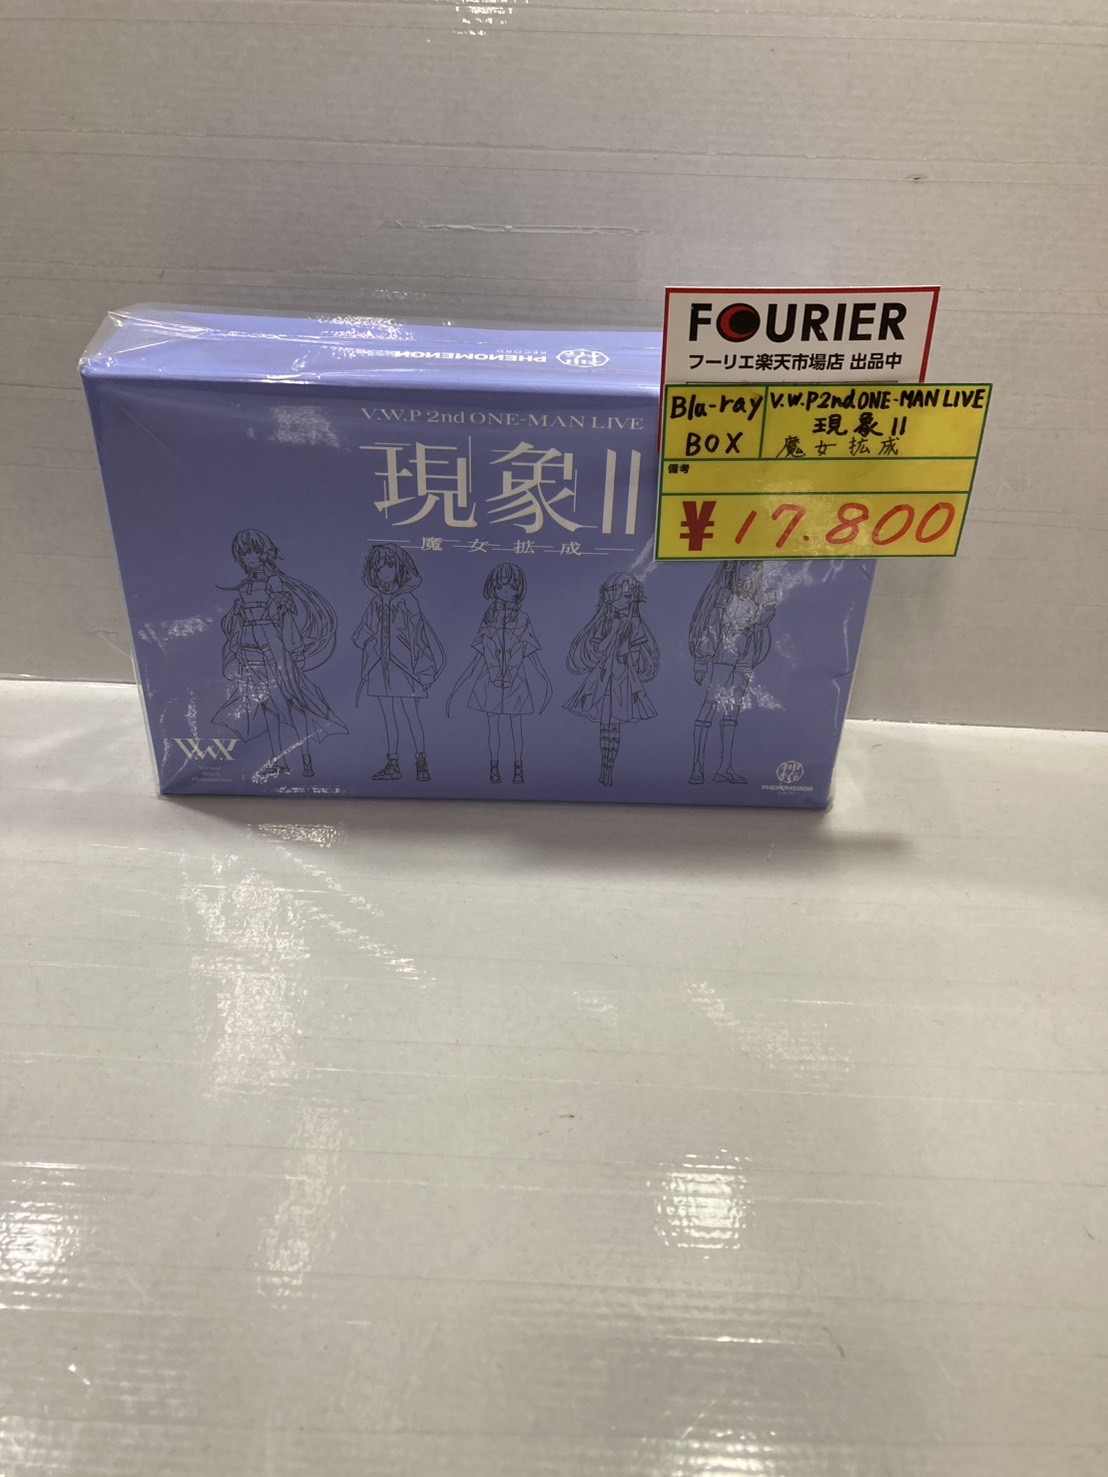 FOURIER
フーリエ楽天市場店 出品中
Blu-ray BOX
V.W.P 2nd ONE-MAN LIVE
現象II
魔女拡成
備考
¥17.800
PHENOMENON
RECORD
V.W.P 2nd ONE-MAN LIVE
現象II
魔女拡成
V.W.P
PHENOMENON